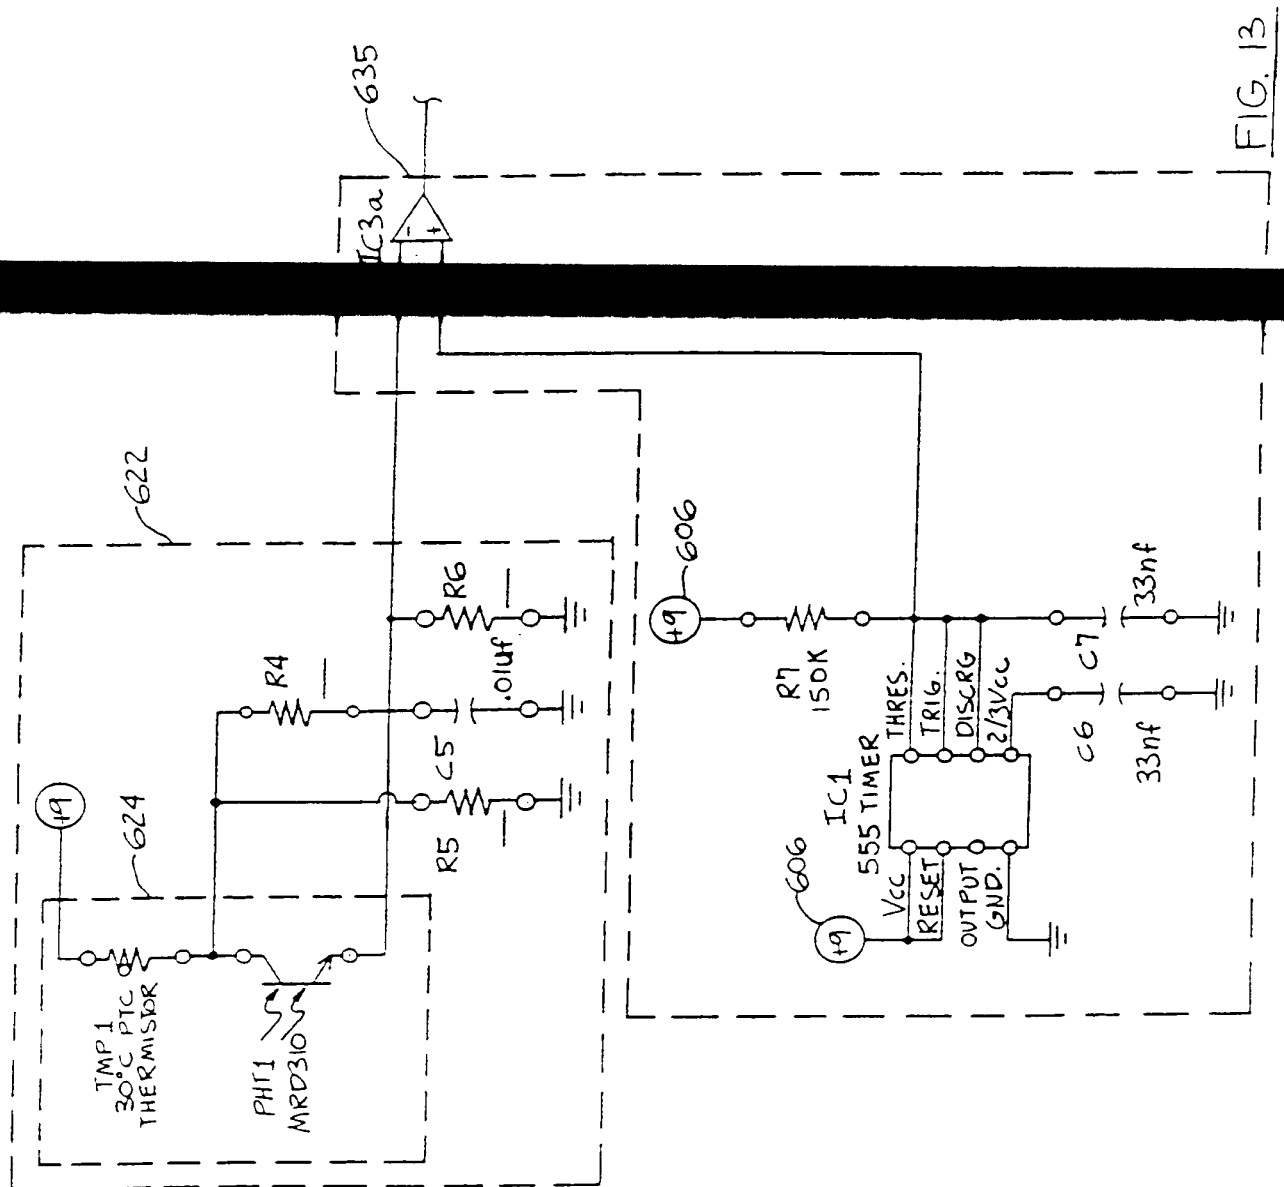 FIG. 13
635
IC3a
-
+
622
606
+9
R6
R4
.01uf
C5
R5
+9
624
TMP1
30°C PTC
THERMISTOR
PHT1
MRD310
R7
150K
THRES.
TRIG.
DISCRG
2/3Vcc
C7
33nf
C6
33nf
IC1
555 TIMER
606
+9
Vcc
RESET
OUTPUT
GND.